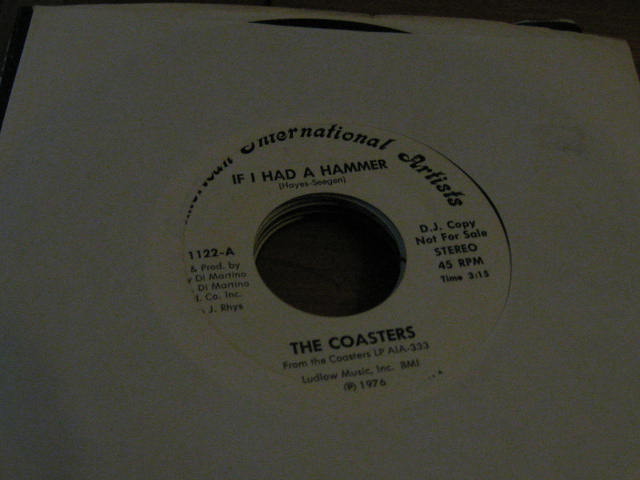 International Artists
IF I HAD A HAMMER
(Hayes-Seegen)
1122-A
& Prod. by
Di Martino
Di Martino
Co. Inc.
J. Rhys
D.J. Copy
Not For Sale
STEREO
45 RPM
Time 3:15
THE COASTERS
From the Coasters LP AIA-333
Ludlow Music, Inc. BMI
℗ 1976